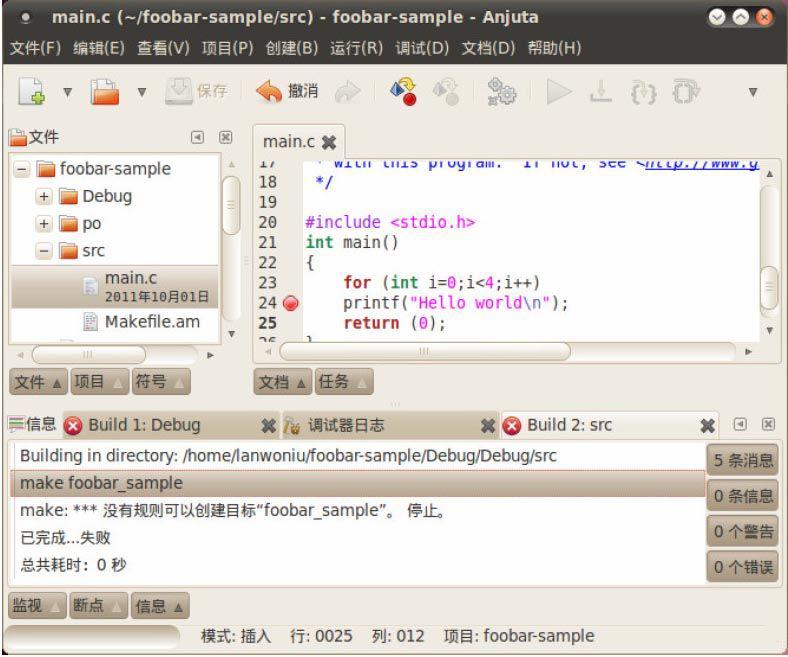 main.c (~/foobar-sample/src) - foobar-sample - Anjuta
文件(F) 编辑(E) 查看(V) 项目(P) 创建(B) 运行(R) 调试(D) 文档(D) 帮助(H)
保存 撤消
文件
foobar-sample
Debug
po
src
main.c
2011年10月01日
Makefile.am
文件 项目 符号
main.c
17 * with this program. If not, see <http://www.g
18 */
19
20 #include <stdio.h>
21 int main()
22 {
23 for (int i=0;i<4;i++)
24 printf("Hello world\n");
25 return (0);
26 }
文档 任务
信息 Build 1: Debug 调试器日志 Build 2: src
Building in directory: /home/lanwoniu/foobar-sample/Debug/Debug/src
make foobar_sample
make: *** 没有规则可以创建目标“foobar_sample”。 停止。
已完成...失败
总共耗时：0 秒
5 条消息
0 条信息
0 个警告
0 个错误
监视 断点 信息
模式: 插入 行: 0025 列: 012 项目: foobar-sample